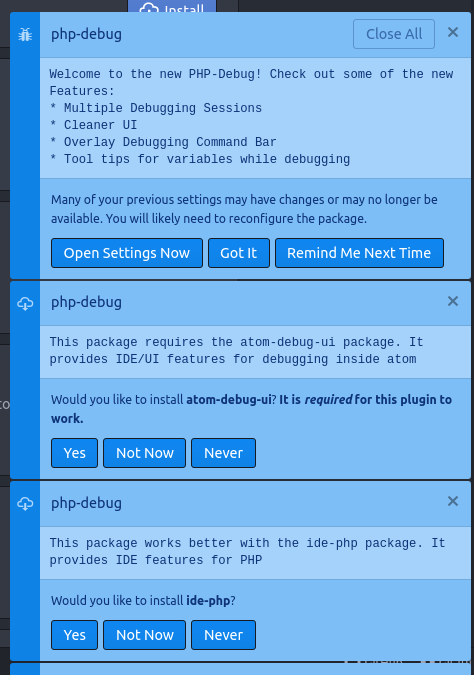 Install
php-debug
Close All
Welcome to the new PHP-Debug! Check out some of the new
Features:
* Multiple Debugging Sessions
* Cleaner UI
* Overlay Debugging Command Bar
* Tool tips for variables while debugging
Many of your previous settings may have changes or may no longer be
available. You will likely need to reconfigure the package.
Open Settings Now
Got It
Remind Me Next Time
php-debug
This package requires the atom-debug-ui package. It
provides IDE/UI features for debugging inside atom
Would you like to install atom-debug-ui? It is required for this plugin to
work.
Yes
Not Now
Never
php-debug
This package works better with the ide-php package. It
provides IDE features for PHP
Would you like to install ide-php?
Yes
Not Now
Never